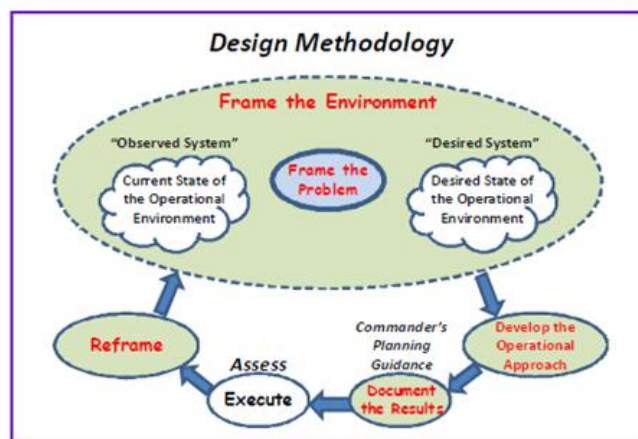 Design Methodology
Frame the Environment
“Observed System”
“Desired System”
Current State of
the Operational
Environment
Frame the
Problem
Desired State of
the Operational
Environment
Reframe
Assess
Execute
Commander’s
Planning
Guidance
Document
the Results
Develop the
Operational
Approach